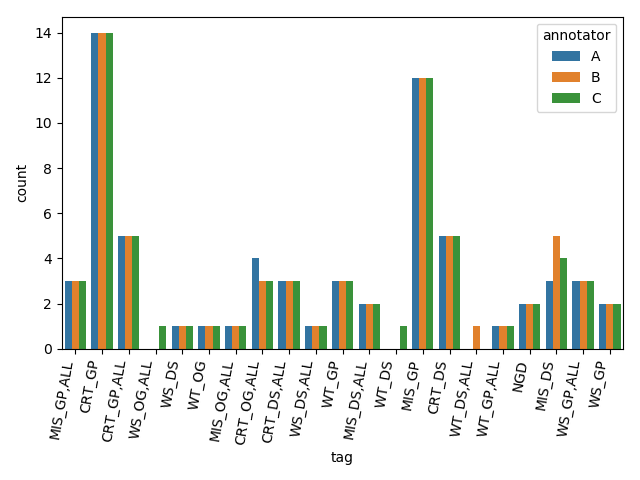 14
12
10
8
6
4
2
0
count
annotator
A
B
C
MIS_GP,ALL
CRT_GP
CRT_GP,ALL
WS_OG,ALL
WS_DS
WT_OG
MIS_OG,ALL
CRT_OG,ALL
CRT_DS,ALL
WS_DS,ALL
WT_GP
MIS_DS,ALL
WT_DS
MIS_GP
CRT_DS
WT_DS,ALL
WT_GP,ALL
NGD
MIS_DS
WS_GP,ALL
WS_GP
tag